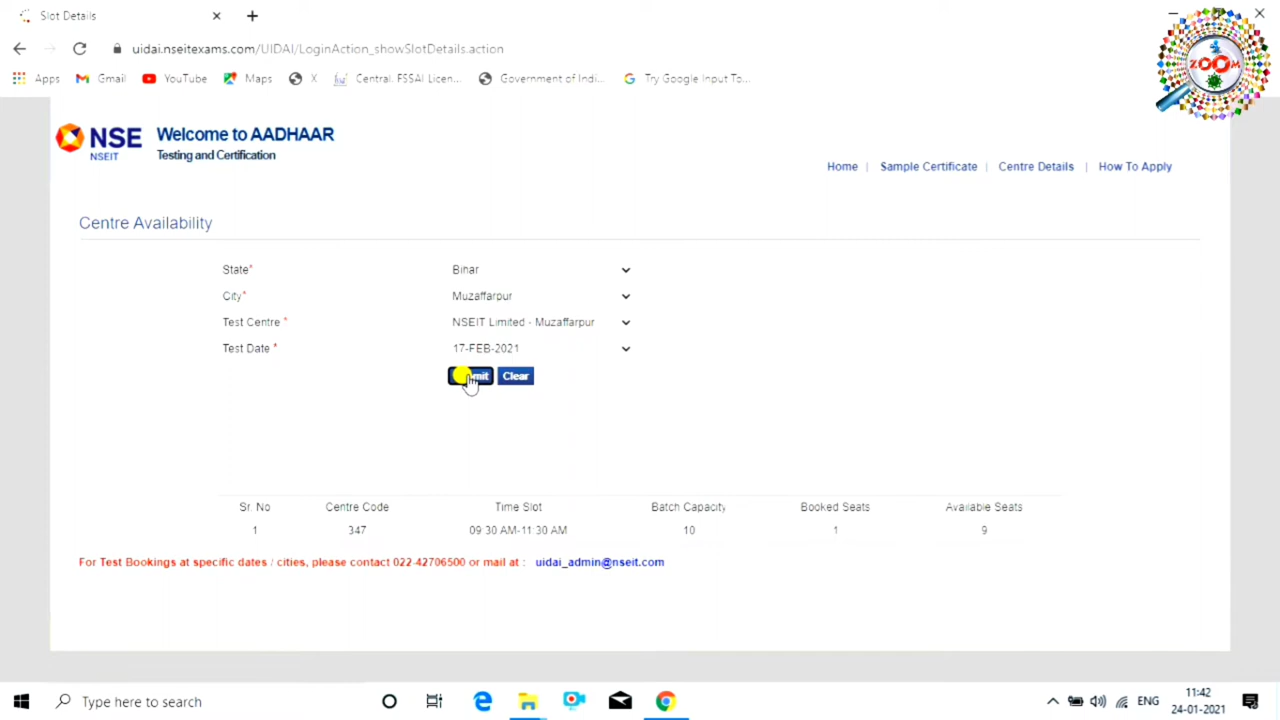 Slot Details
uidai.nseitexams.com/UIDAI/LoginAction_showSlotDetails.action
Apps Gmail YouTube Maps X Central. FSSAI Licen... Government of Indi... Try Google Input To...
ZOOM
NSE
NSEIT
Welcome to AADHAAR
Testing and Certification
Home | Sample Certificate | Centre Details | How To Apply
Centre Availability
State* Bihar
City* Muzaffarpur
Test Centre * NSEIT Limited - Muzaffarpur
Test Date * 17-FEB-2021
Clear
Sr. No Centre Code Time Slot Batch Capacity Booked Seats Available Seats
1 347 09:30 AM-11:30 AM 10 1 9
For Test Bookings at specific dates / cities, please contact 022-42706500 or mail at : uidai_admin@nseit.com
Type here to search
ENG
11:42
24-01-2021